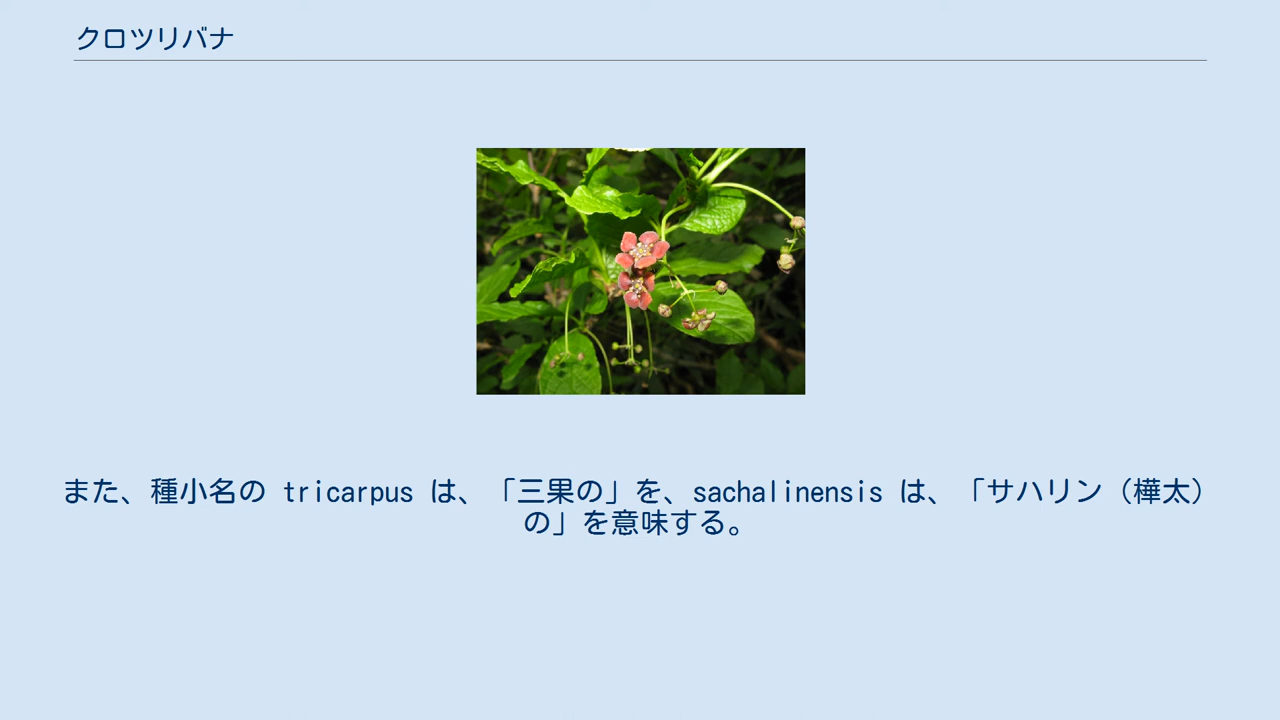 クロツリバナ
また、種小名の tricarpus は、「三果の」を、sachalinensis は、「サハリン（樺太）
の」を意味する。